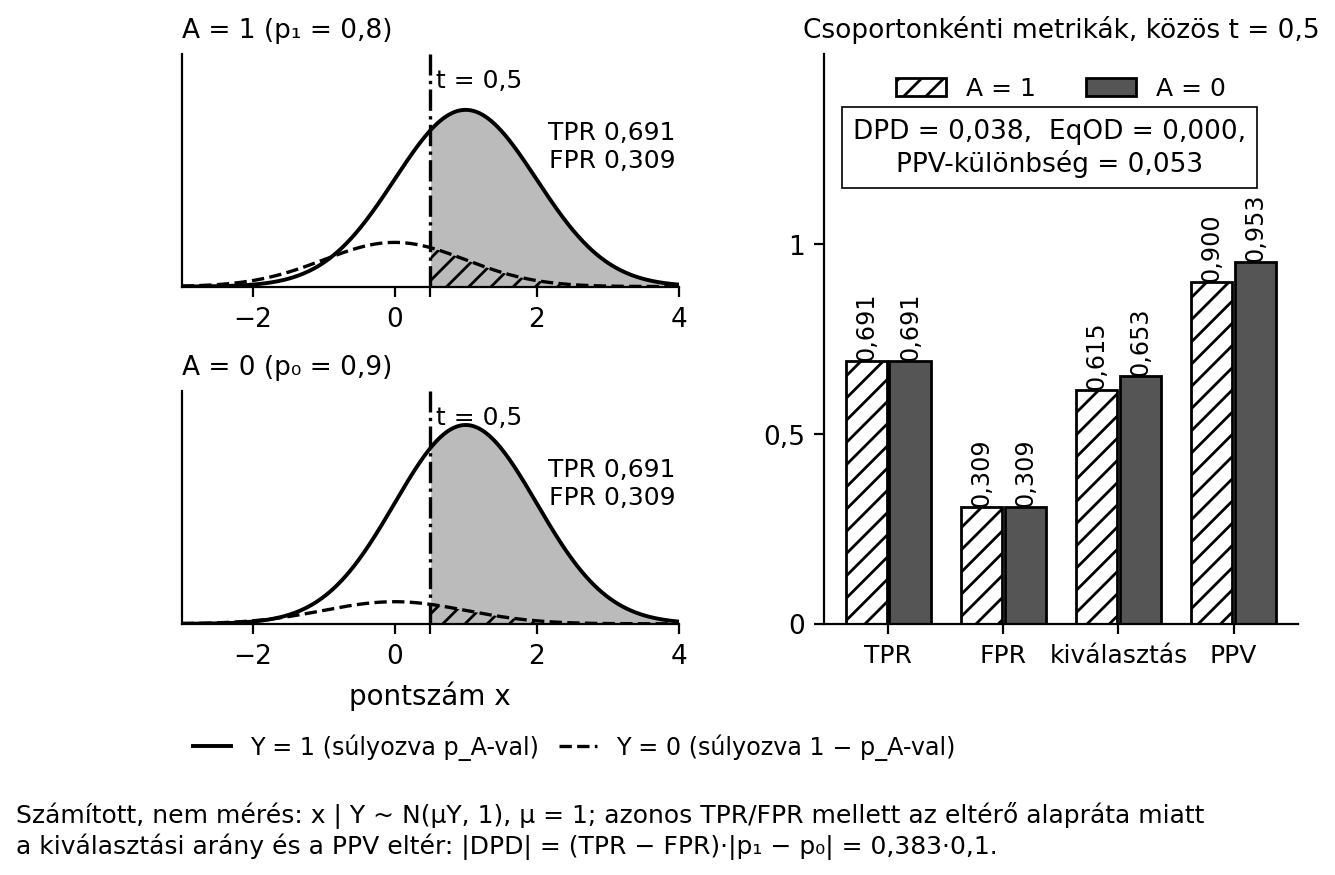 A = 1 (p₁ = 0,8)
t = 0,5
TPR 0,691
FPR 0,309
−2 0 2 4
A = 0 (p₀ = 0,9)
t = 0,5
TPR 0,691
FPR 0,309
−2 0 2 4
pontszám x
Y = 1 (súlyozva p_A-val) Y = 0 (súlyozva 1 − p_A-val)
Csoportonkénti metrikák, közös t = 0,5
A = 1 A = 0
DPD = 0,038, EqOD = 0,000,
PPV-különbség = 0,053
1
0,5
0
0,691 0,691 0,309 0,309 0,615 0,653 0,900 0,953
TPR FPR kiválasztás PPV
Számított, nem mérés: x | Y ~ N(μY, 1), μ = 1; azonos TPR/FPR mellett az eltérő alapráta miatt
a kiválasztási arány és a PPV eltér: |DPD| = (TPR − FPR)·|p₁ − p₀| = 0,383·0,1.